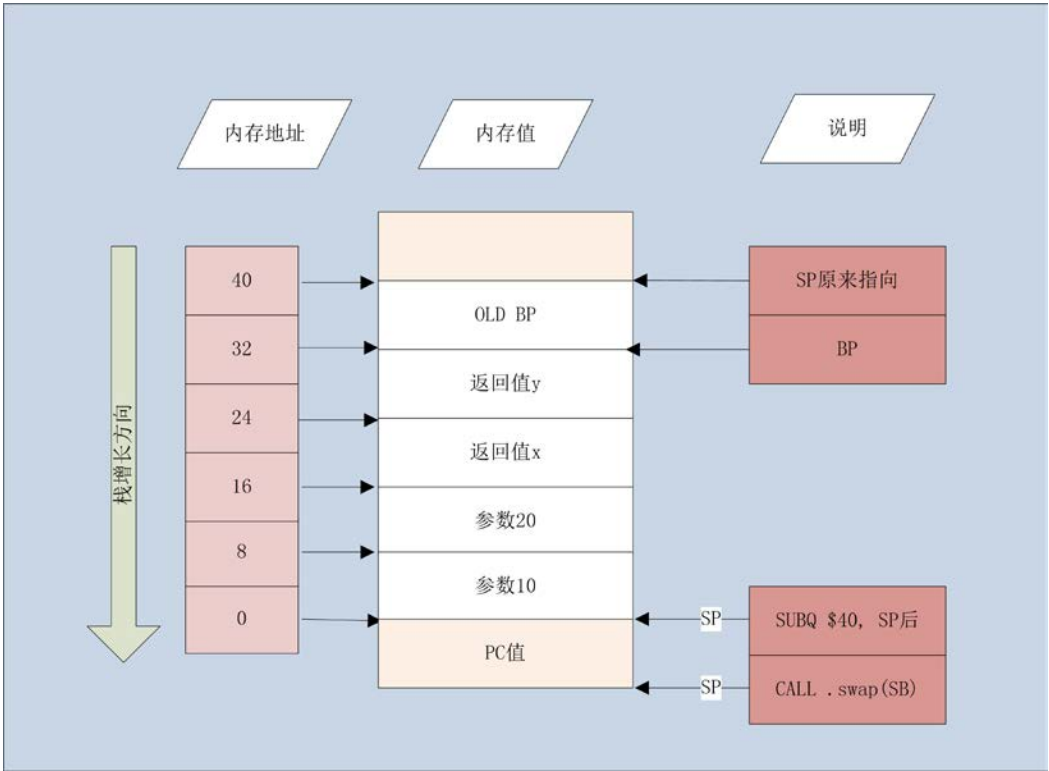 内存地址
内存值
说明
40
SP原来指向
OLD BP
32
BP
返回值y
24
返回值x
栈增长方向
16
参数20
8
参数10
0
SP
SUBQ $40, SP后
PC值
SP
CALL .swap(SB)